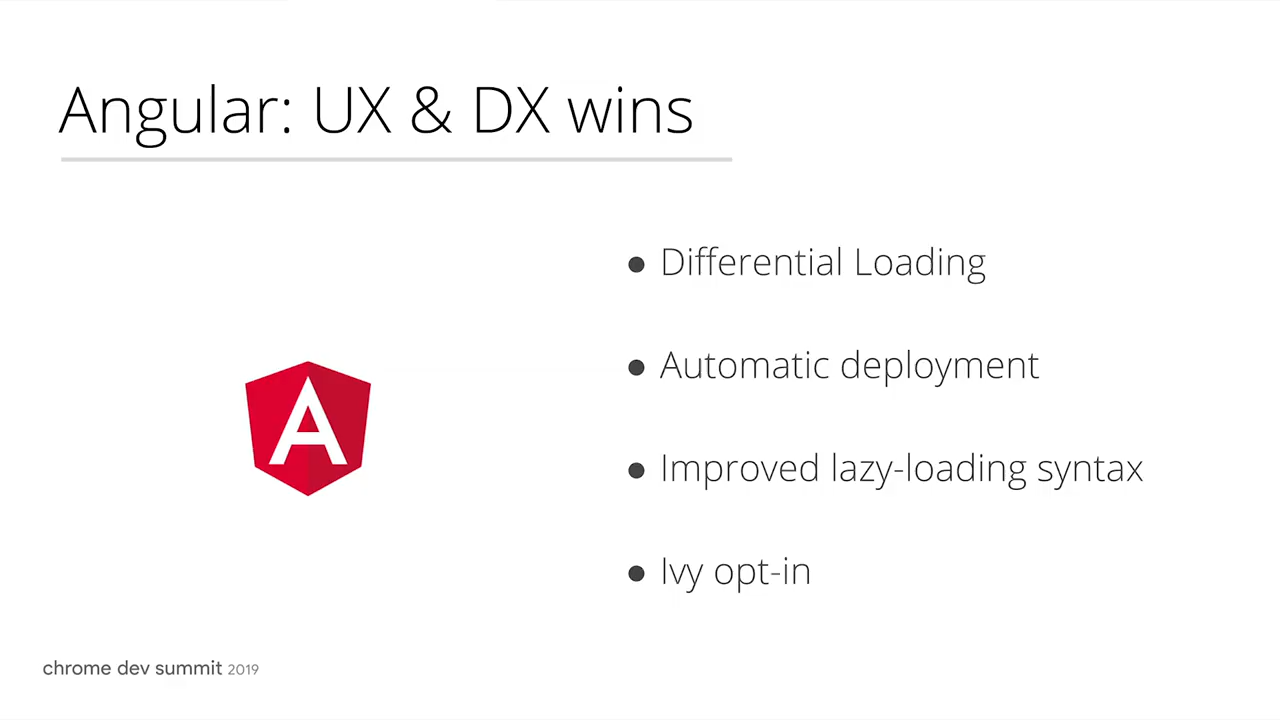 Angular: UX & DX wins
● Differential Loading
● Automatic deployment
● Improved lazy-loading syntax
● Ivy opt-in
A
chrome dev summit 2019